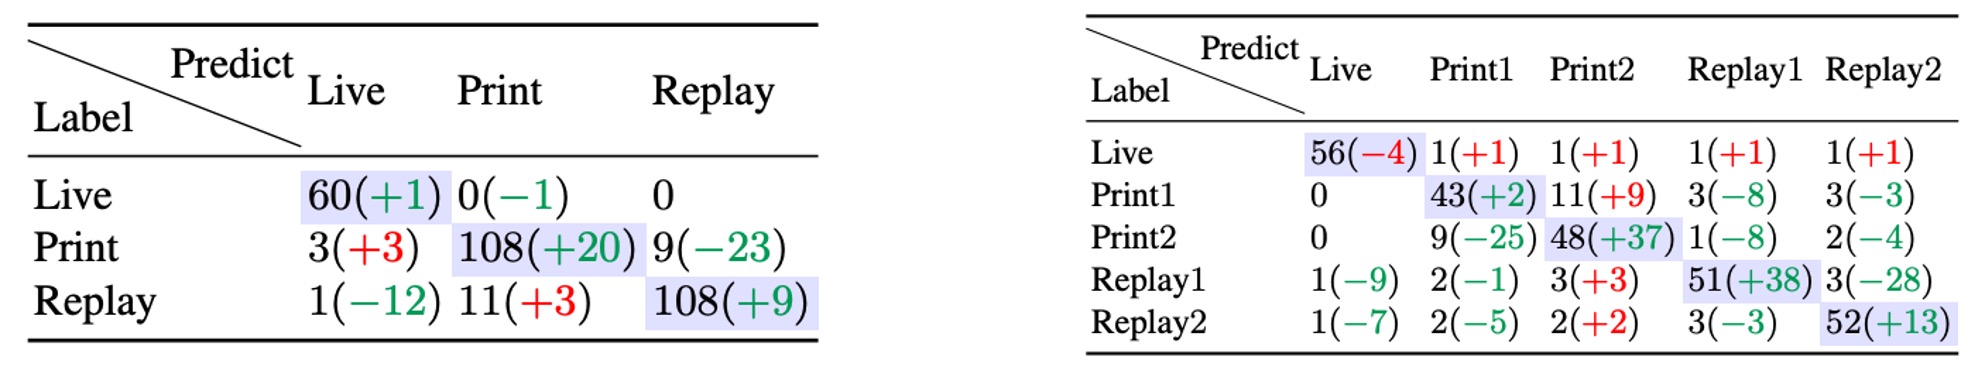 Predict
Label Live Print Replay
Live 60(+1) 0(−1) 0
Print 3(+3) 108(+20) 9(−23)
Replay 1(−12) 11(+3) 108(+9)
Predict
Label Live Print1 Print2 Replay1 Replay2
Live 56(−4) 1(+1) 1(+1) 1(+1) 1(+1)
Print1 0 43(+2) 11(+9) 3(−8) 3(−3)
Print2 0 9(−25) 48(+37) 1(−8) 2(−4)
Replay1 1(−9) 2(−1) 3(+3) 51(+38) 3(−28)
Replay2 1(−7) 2(−5) 2(+2) 3(−3) 52(+13)